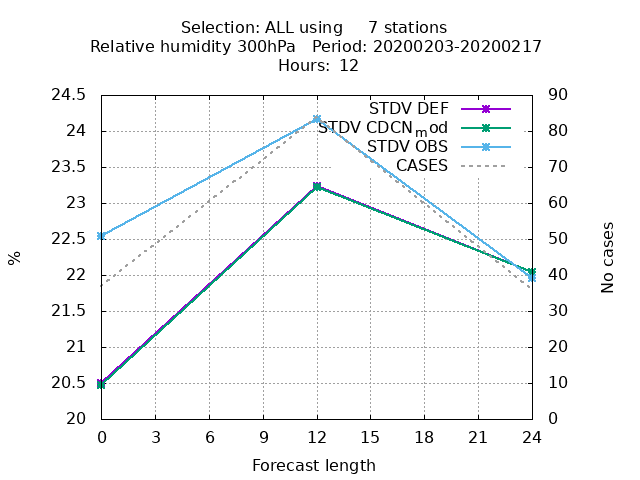 Selection: ALL using 7 stations
Relative humidity 300hPa Period: 20200203-20200217
Hours: 12
STDV DEF
STDV CDCN_mod
STDV OBS
CASES
24.5
24
23.5
23
22.5
22
21.5
21
20.5
20
%
90
80
70
60
50
40
30
20
10
0
No cases
0 3 6 9 12 15 18 21 24
Forecast length